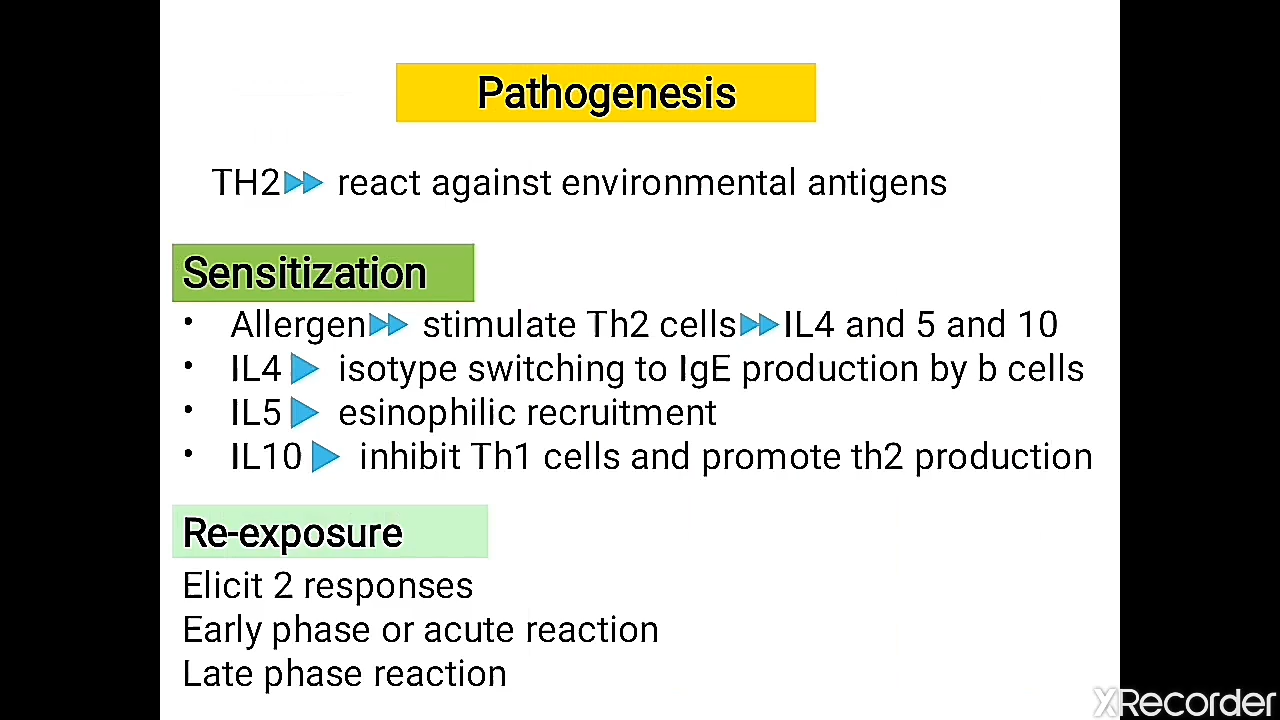 Pathogenesis
TH2 react against environmental antigens
Sensitization
• Allergen stimulate Th2 cells IL4 and 5 and 10
• IL4 isotype switching to IgE production by b cells
• IL5 esinophilic recruitment
• IL10 inhibit Th1 cells and promote th2 production
Re-exposure
Elicit 2 responses
Early phase or acute reaction
Late phase reaction
XRecorder